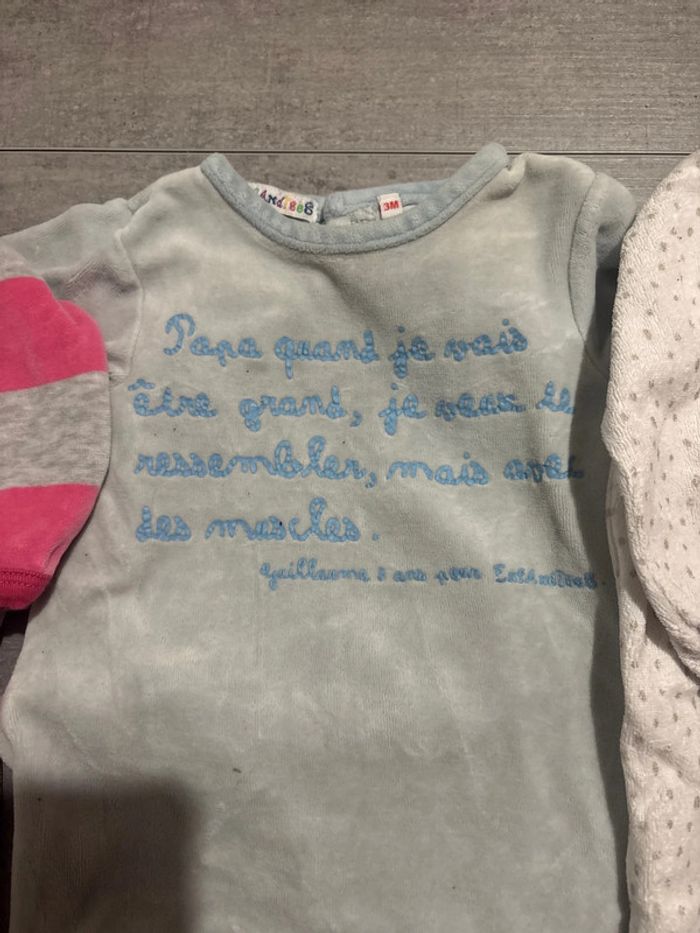 3M
Papa quand je vais
être grand, je veux te
ressembler, mais avec
des muscles.
Guillaume 5 ans pour